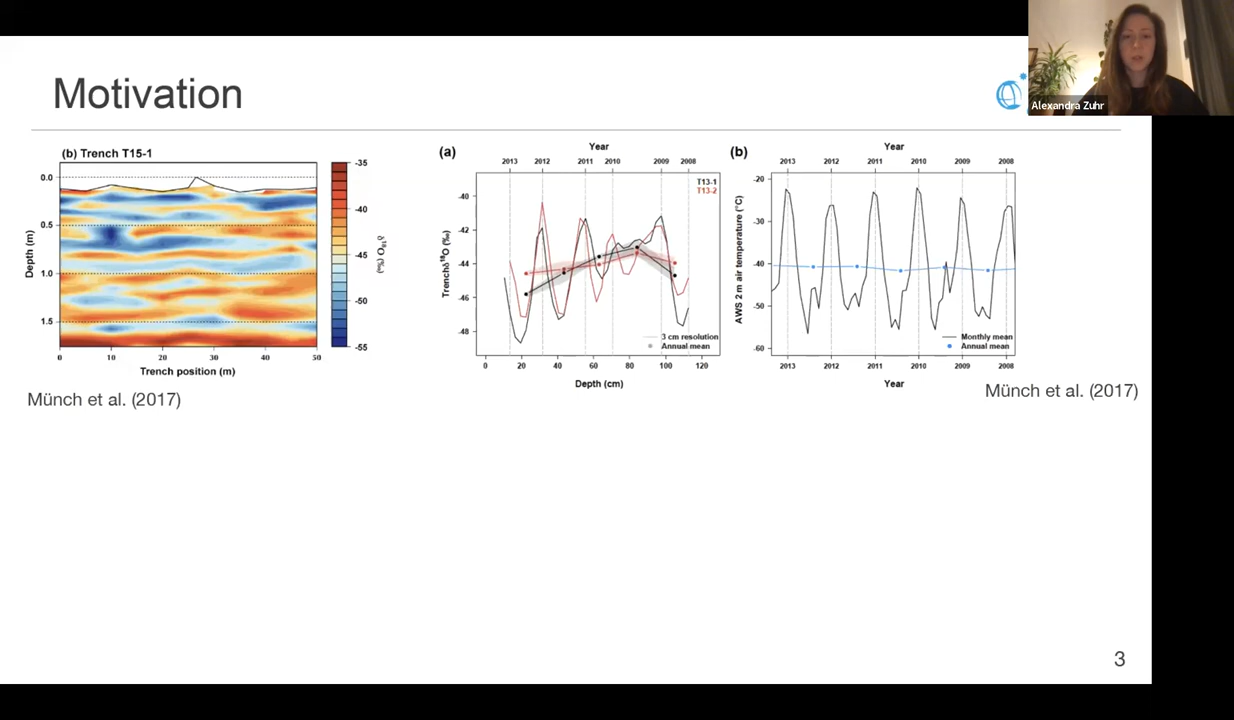 Motivation
Alexandra Zuhr
(b) Trench T15-1
0.0
0.5
1.0
1.5
Depth (m)
0
10
20
30
40
50
Trench position (m)
-35
-40
-45
-50
-55
δ¹⁸O (‰)
Münch et al. (2017)
(a)
Year
2013
2012
2011
2010
2009
2008
T13-1
T13-2
-40
-42
-44
-46
-48
Trench δ¹⁸O (‰)
3 cm resolution
Annual mean
0
20
40
60
80
100
120
Depth (cm)
(b)
Year
2013
2012
2011
2010
2009
2008
-20
-30
-40
-50
-60
AWS 2 m air temperature (°C)
Monthly mean
Annual mean
2013
2012
2011
2010
2009
2008
Year
Münch et al. (2017)
3